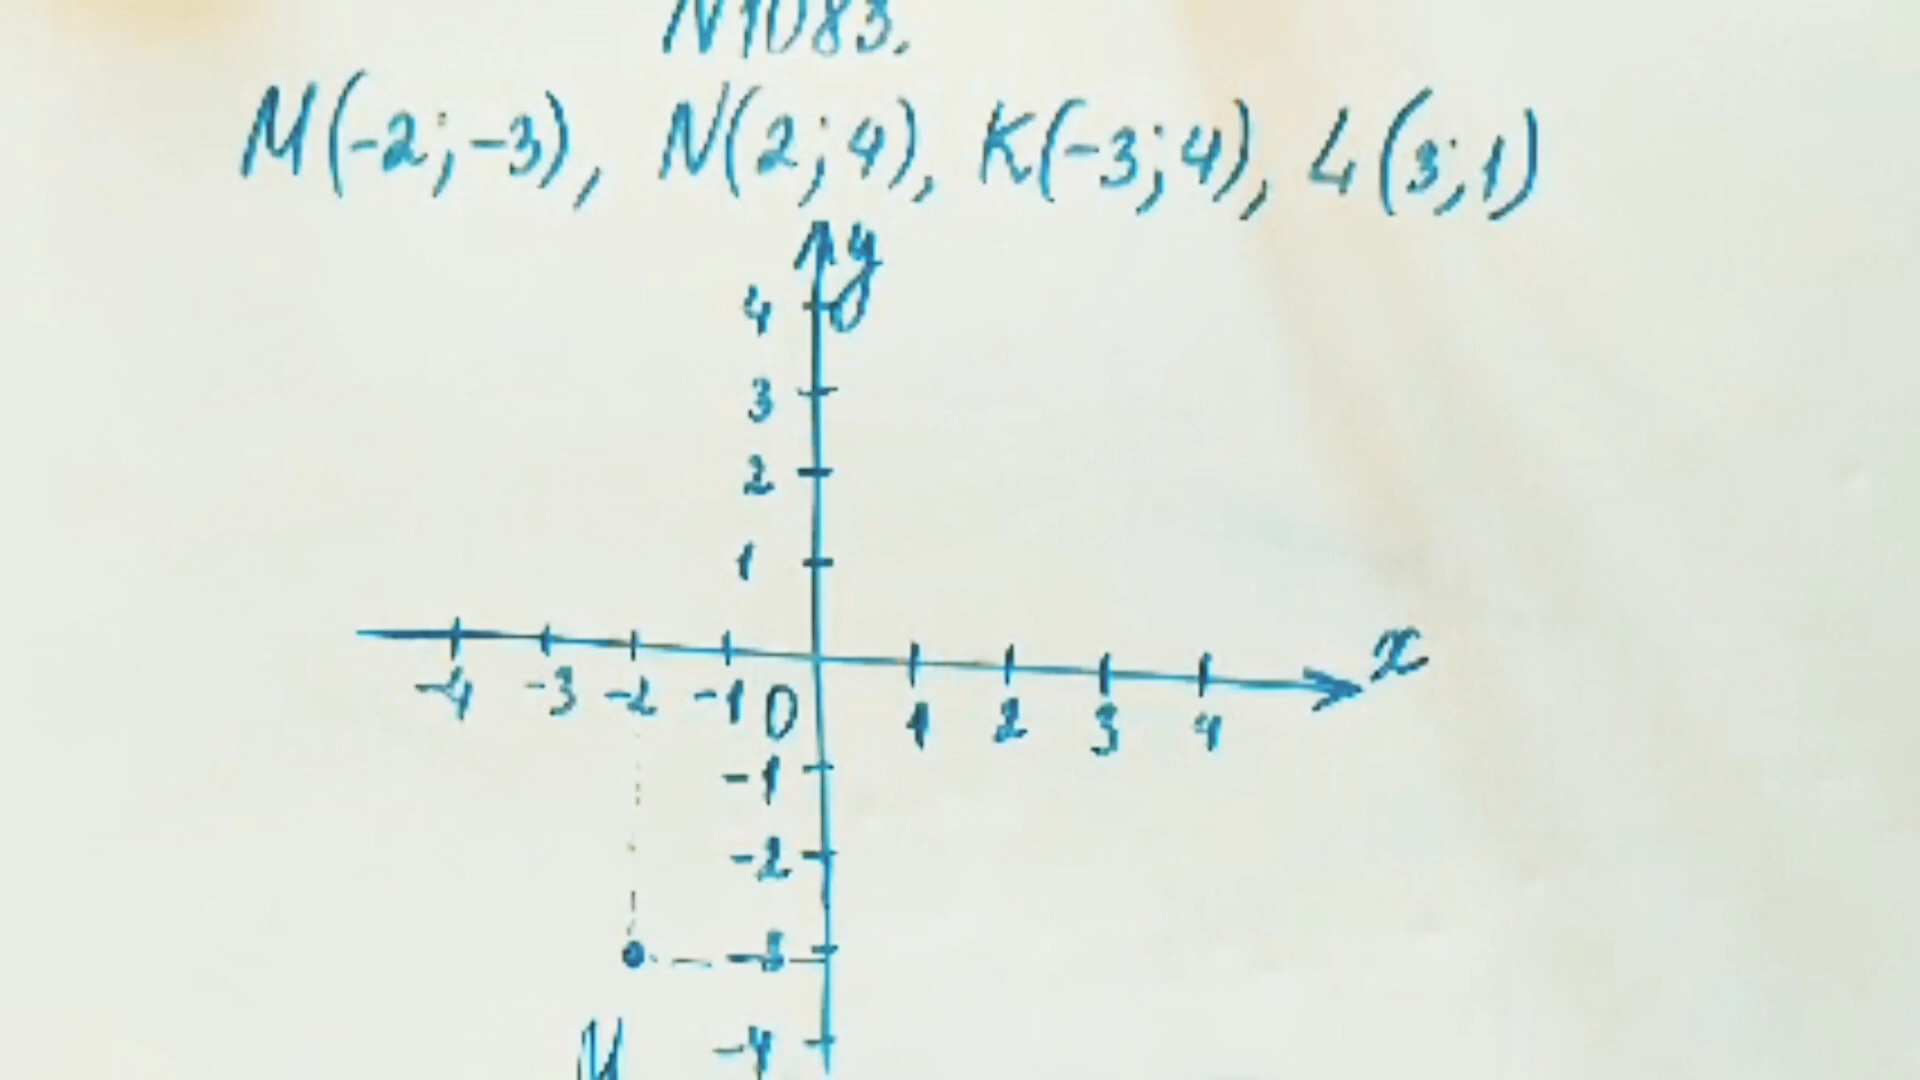 N1083.
M(-2;-3), N(2;4), K(-3;4), L(3;1)
y
4
3
2
1
x
-4 -3 -2 -1 0 1 2 3 4
-1
-2
-3
M -4